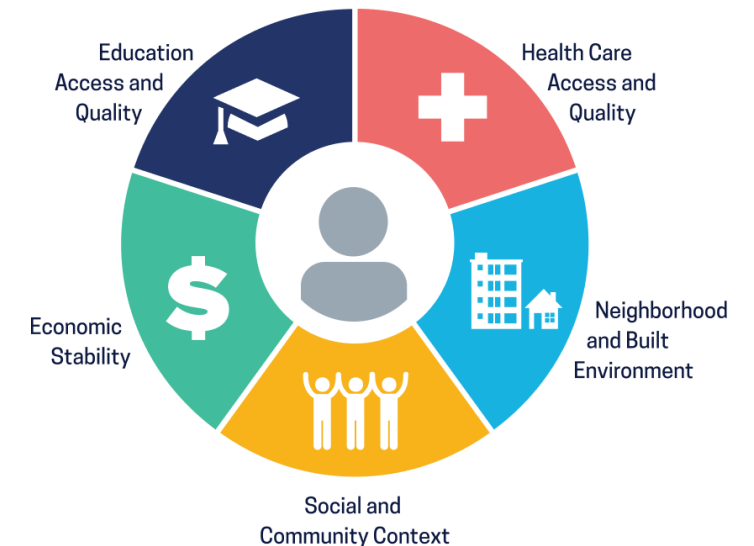 Education
Access and
Quality
Health Care
Access and
Quality
$
Economic
Stability
Neighborhood
and Built
Environment
Social and
Community Context